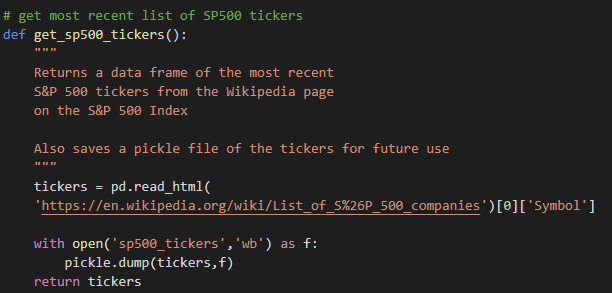 # get most recent list of SP500 tickers
def get_sp500_tickers():
    """
    Returns a data frame of the most recent
    S&P 500 tickers from the Wikipedia page
    on the S&P 500 Index

    Also saves a pickle file of the tickers for future use
    """
    tickers = pd.read_html(
    'https://en.wikipedia.org/wiki/List_of_S%26P_500_companies')[0]['Symbol']

    with open('sp500_tickers','wb') as f:
        pickle.dump(tickers,f)
    return tickers